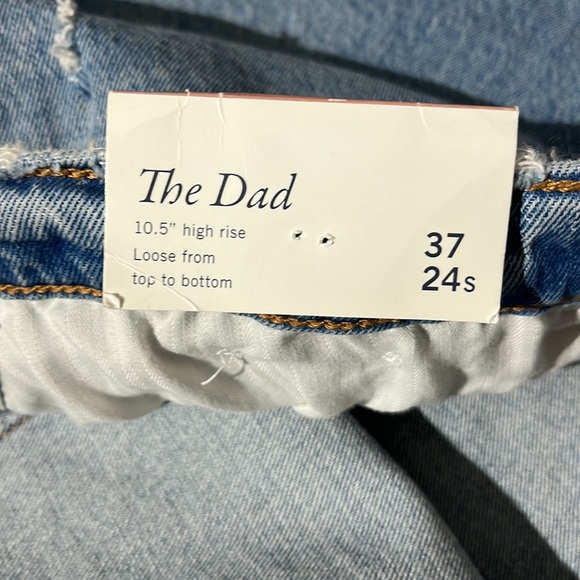 The Dad
10.5” high rise
Loose from
top to bottom
37
24s